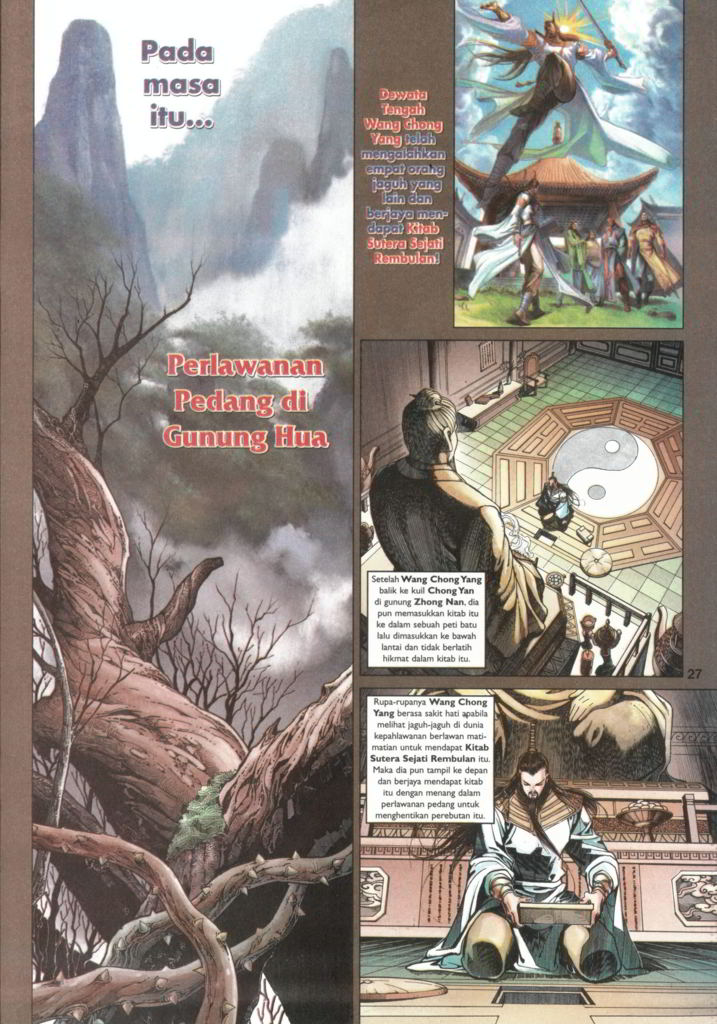 Pada
masa
itu...
Perlawanan
Pedang di
Gunung Hua
Dewata
Tengah
Wang Chong
Yang telah
mengalahkan
empat orang
jaguh yang
lain dan
berjaya men-
dapat Kitab
Sutera Sejati
Rembulan!
Setelah Wang Chong Yang
balik ke kuil Chong Yan
di gunung Zhong Nan, dia
pun memasukkan kitab itu
ke dalam sebuah peti batu
lalu dimasukkan ke bawah
lantai dan tidak berlatih
hikmat dalam kitab itu.
27
Rupa-rupanya Wang Chong
Yang berasa sakit hati apabila
melihat jaguh-jaguh di dunia
kepahlawanan berlawan mati-
matian untuk mendapat Kitab
Sutera Sejati Rembulan itu.
Maka dia pun tampil ke depan
dan berjaya mendapat kitab
itu dengan menang dalam
perlawanan pedang untuk
menghentikan perebutan itu.